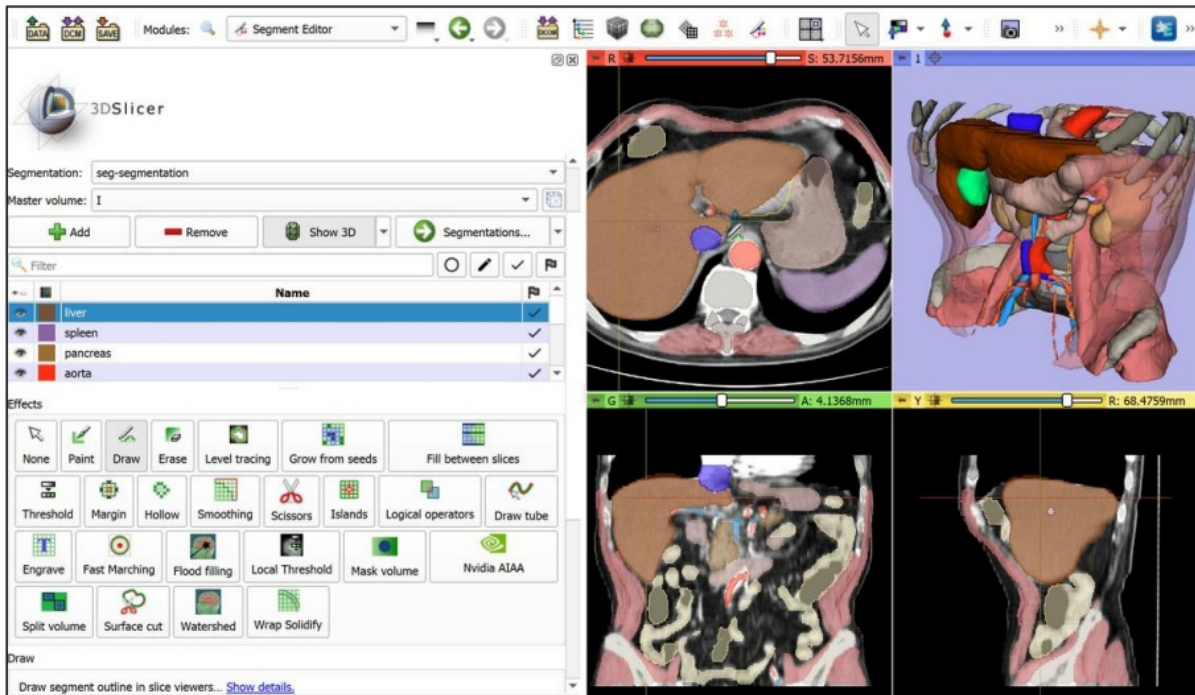 DATA DCM SAVE Modules: Segment Editor DICOM
R S: 53.7156mm 1
3DSlicer
Segmentation: seg-segmentation
Master volume: I
Add Remove Show 3D Segmentations...
Filter
Name
liver
spleen
pancreas
aorta
G A: 4.1368mm Y R: 68.4759mm
Effects
None Paint Draw Erase Level tracing Grow from seeds Fill between slices
Threshold Margin Hollow Smoothing Scissors Islands Logical operators Draw tube
Engrave Fast Marching Flood filling Local Threshold Mask volume Nvidia AIAA
Split volume Surface cut Watershed Wrap Solidify
Draw
Draw segment outline in slice viewers... Show details.